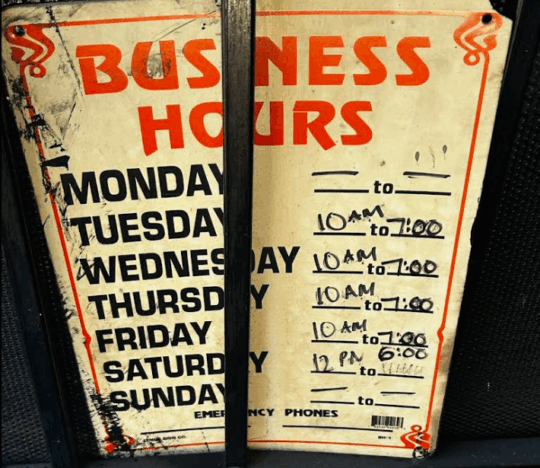 BUSINESS
HOURS
MONDAY — to —
TUESDAY 10 AM to 7:00
WEDNESDAY 10 AM to 7:00
THURSDAY 10 AM to 7:00
FRIDAY 10 AM to 7:00
SATURDAY 12 PM to 6:00
SUNDAY — to —
EMERGENCY PHONES